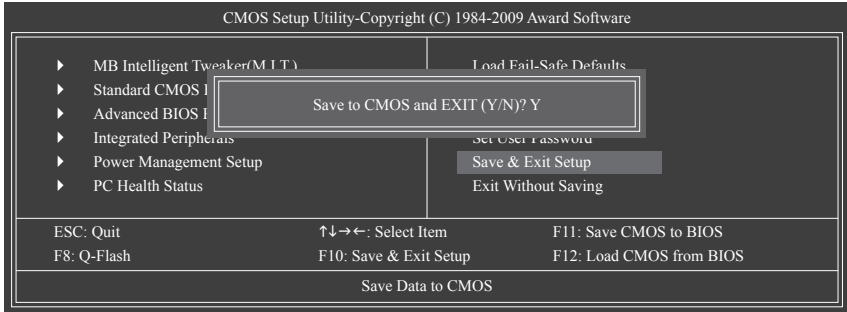 CMOS Setup Utility-Copyright (C) 1984-2009 Award Software
MB Intelligent Tweaker(M.I.T.)
Standard CMOS
Advanced BIOS
Integrated Peripherals
Power Management Setup
PC Health Status
Load Fail-Safe Defaults
Set User Password
Save & Exit Setup
Exit Without Saving
Save to CMOS and EXIT (Y/N)? Y
ESC: Quit
↑↓→←: Select Item
F11: Save CMOS to BIOS
F8: Q-Flash
F10: Save & Exit Setup
F12: Load CMOS from BIOS
Save Data to CMOS